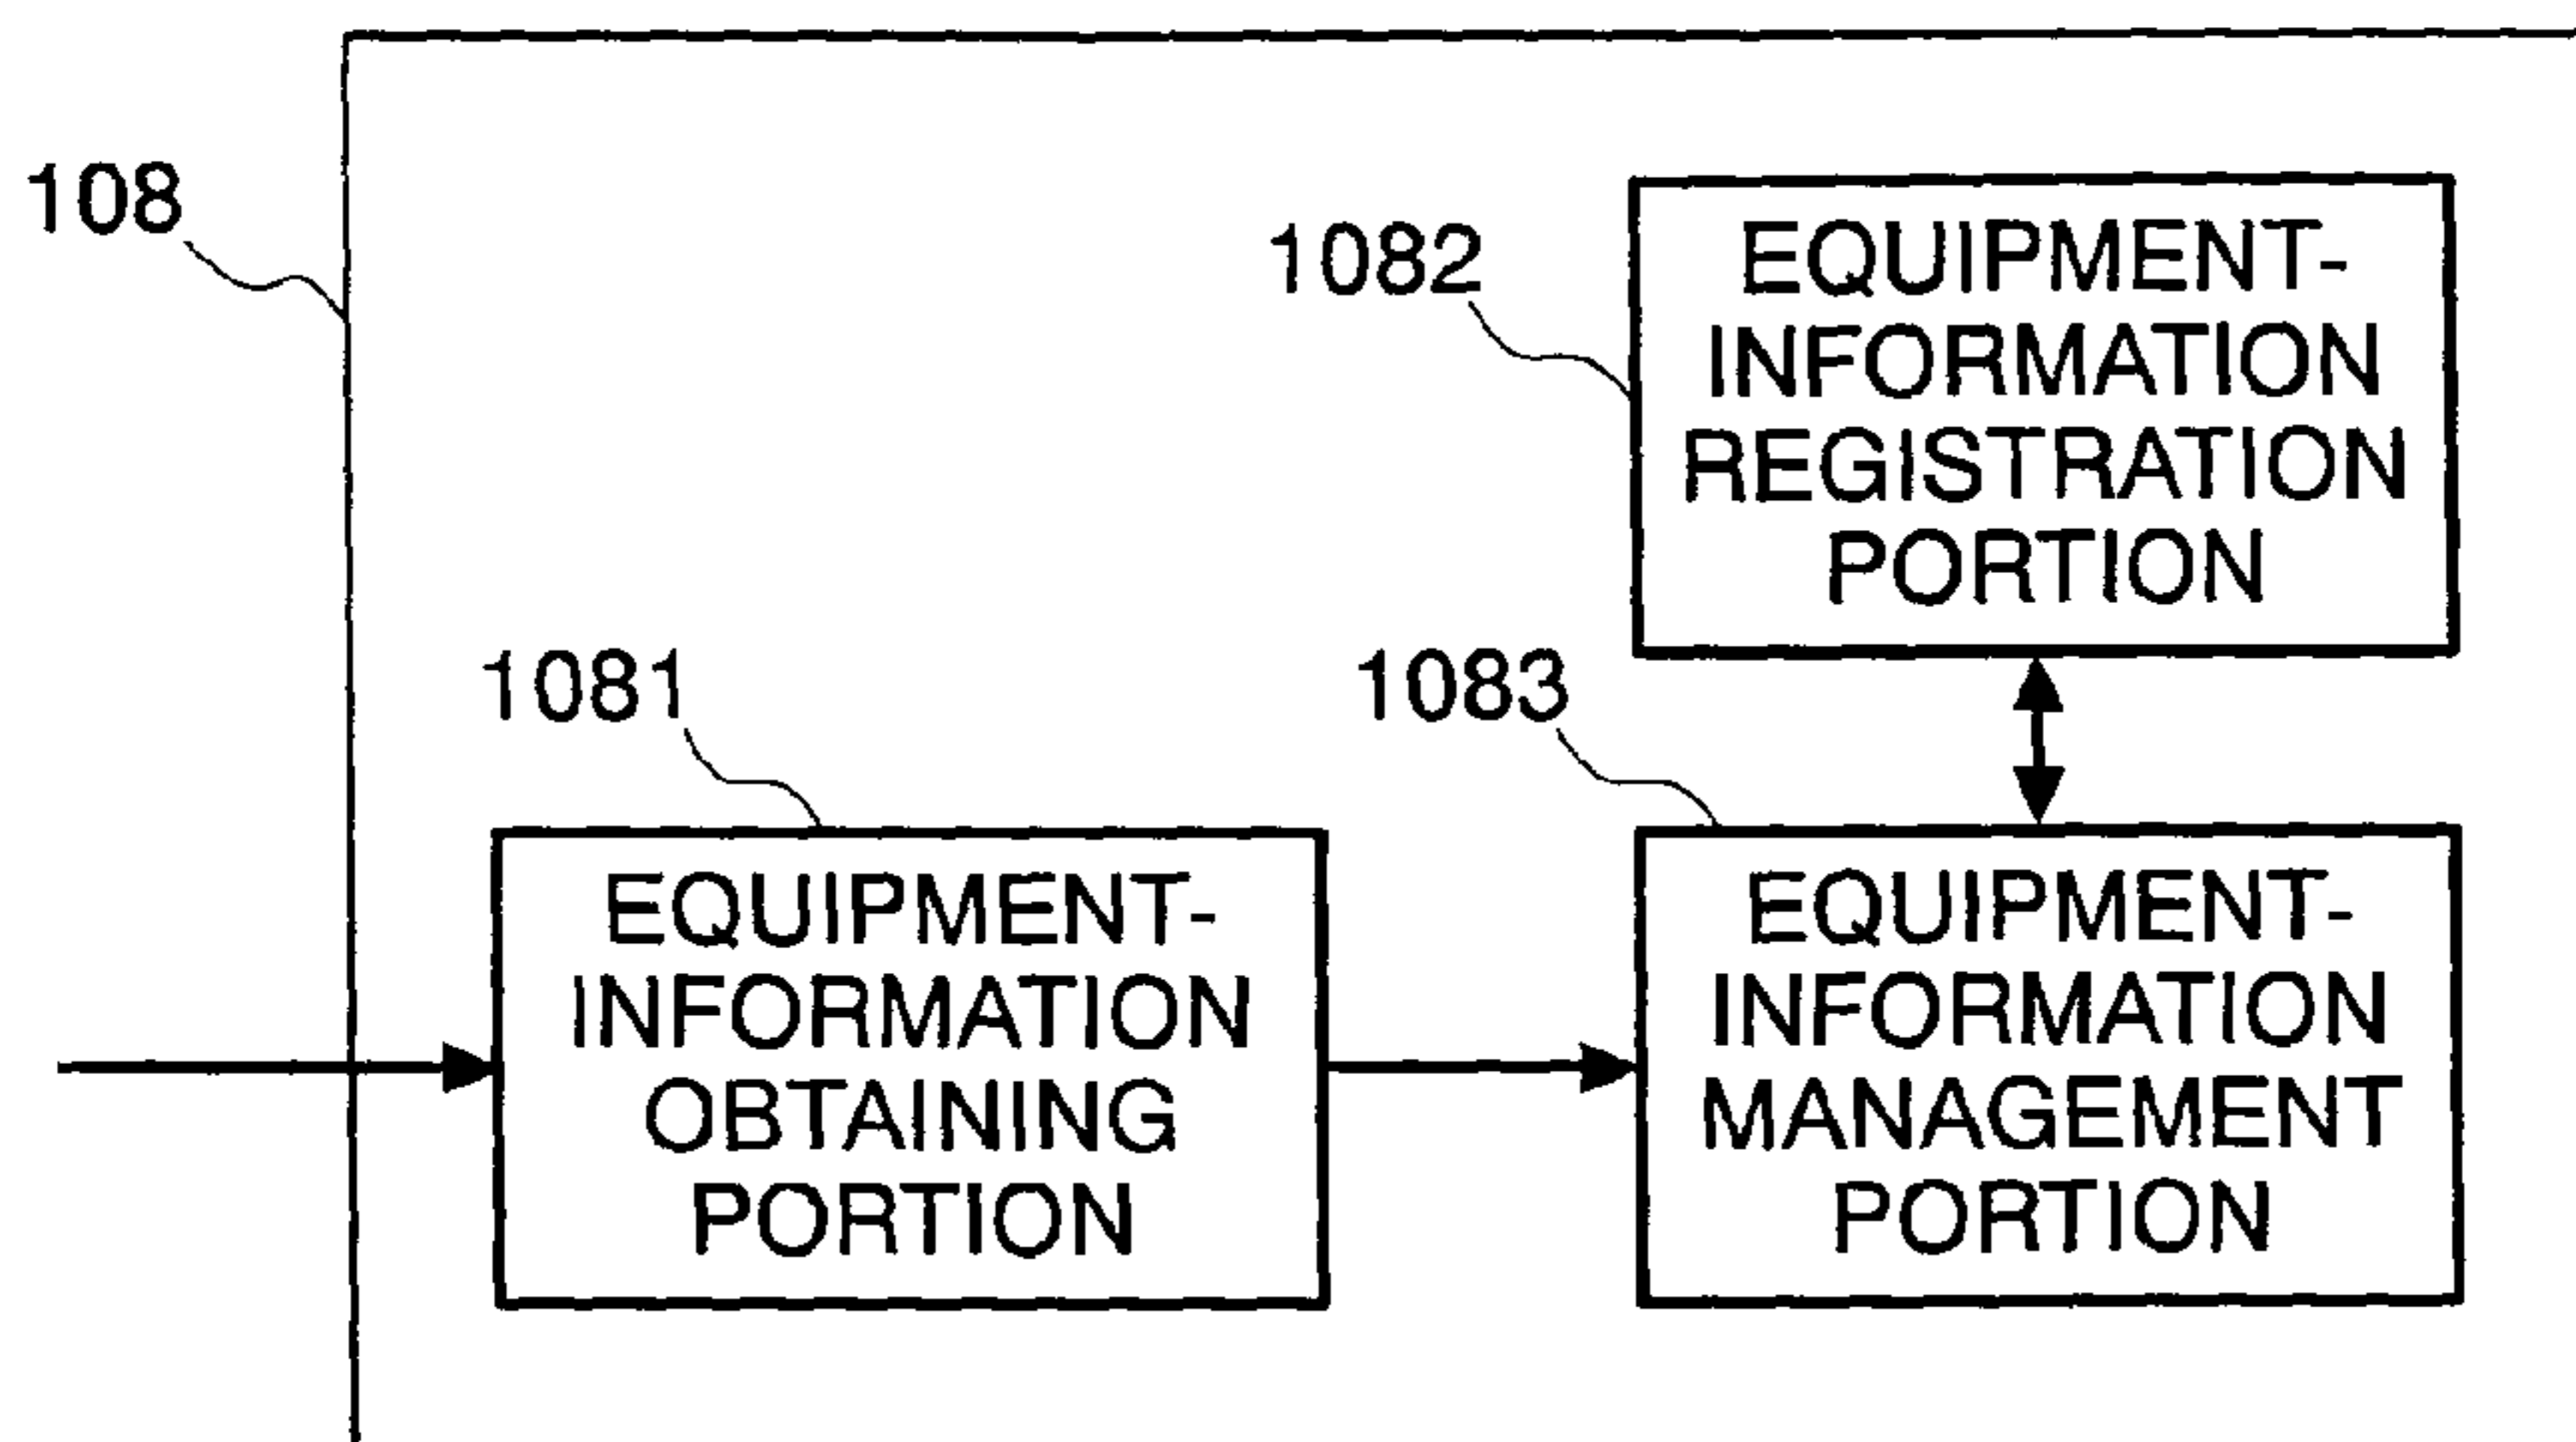 108
1082
EQUIPMENT-
INFORMATION
REGISTRATION
PORTION
1081
EQUIPMENT-
INFORMATION
OBTAINING
PORTION
1083
EQUIPMENT-
INFORMATION
MANAGEMENT
PORTION